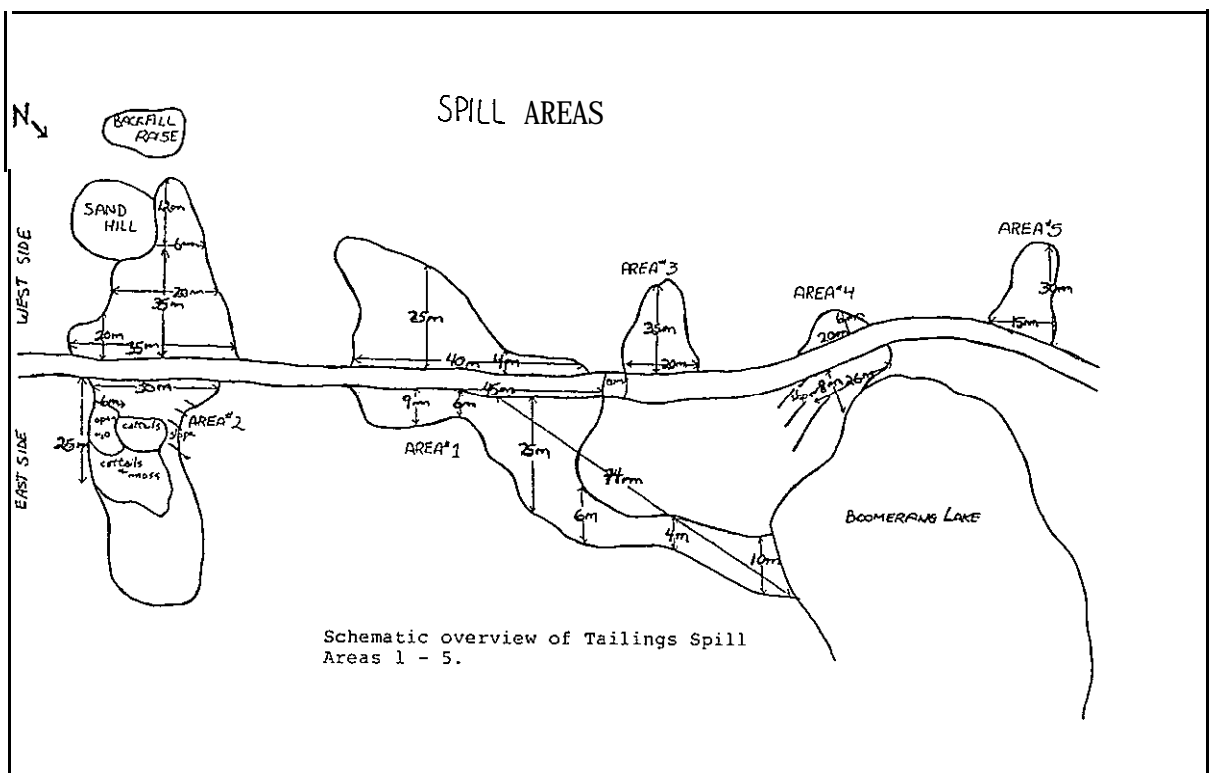 SPILL AREAS
N
BACKFILL
RAISE
SAND
HILL
WEST SIDE
EAST SIDE
12m
6m
20m
35m
20m
35m
30m
6m
open
H2O
cattails
slope
AREA #2
25m
cattails
+ moss
25m
40m
4m
45m
9m
6m
AREA #1
25m
74m
6m
4m
10m
AREA #3
35m
20m
AREA #4
20m
slope
8m
26m
AREA #5
30m
15m
BOOMERANG LAKE
Schematic overview of Tailings Spill
Areas 1 - 5.